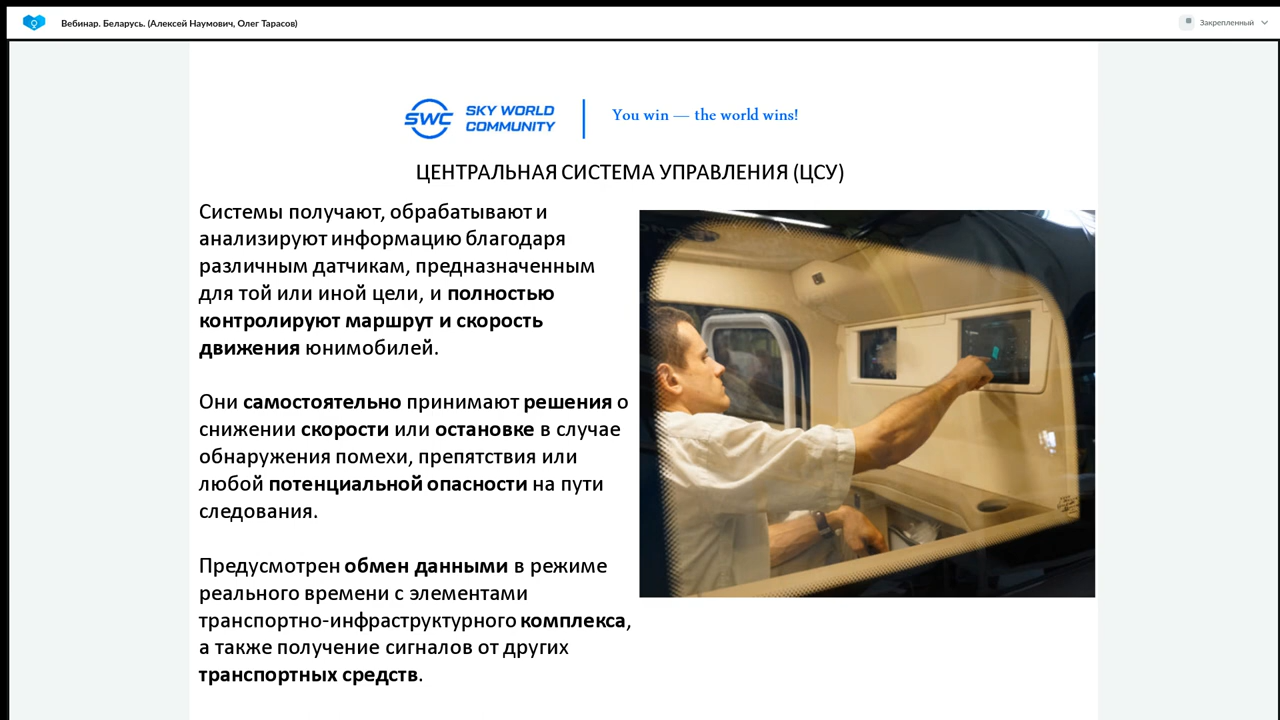 Вебинар. Беларусь. (Алексей Наумович, Олег Тарасов)
Закрепленный
SWC
SKY WORLD
COMMUNITY
You win — the world wins!
ЦЕНТРАЛЬНАЯ СИСТЕМА УПРАВЛЕНИЯ (ЦСУ)
Системы получают, обрабатывают и
анализируют информацию благодаря
различным датчикам, предназначенным
для той или иной цели, и полностью
контролируют маршрут и скорость
движения юнимобилей.
Они самостоятельно принимают решения о
снижении скорости или остановке в случае
обнаружения помехи, препятствия или
любой потенциальной опасности на пути
следования.
Предусмотрен обмен данными в режиме
реального времени с элементами
транспортно-инфраструктурного комплекса,
а также получение сигналов от других
транспортных средств.